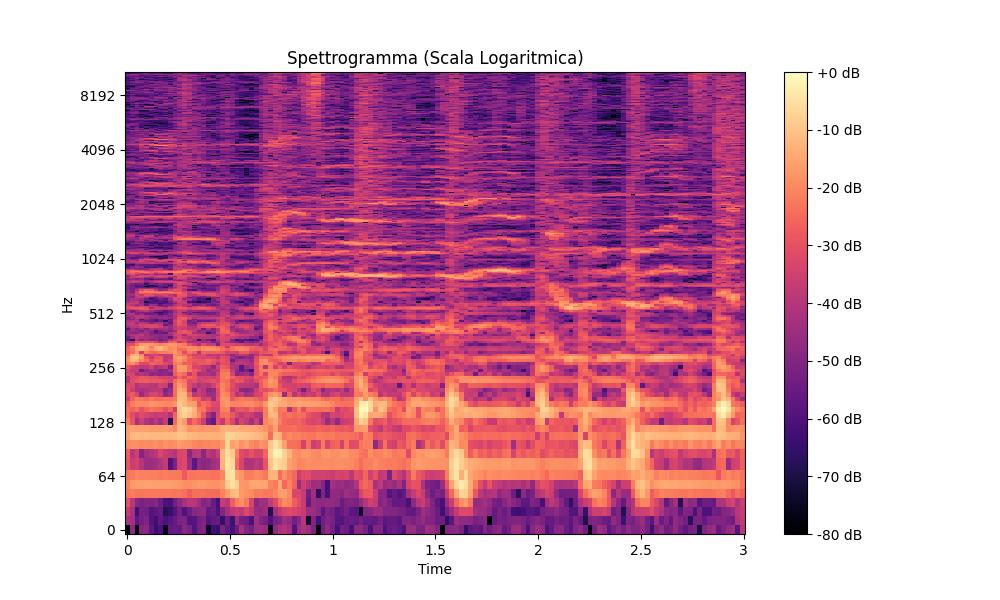 Spettrogramma (Scala Logaritmica)
Hz
8192
4096
2048
1024
512
256
128
64
0
0
0.5
1
1.5
2
2.5
3
Time
+0 dB
-10 dB
-20 dB
-30 dB
-40 dB
-50 dB
-60 dB
-70 dB
-80 dB